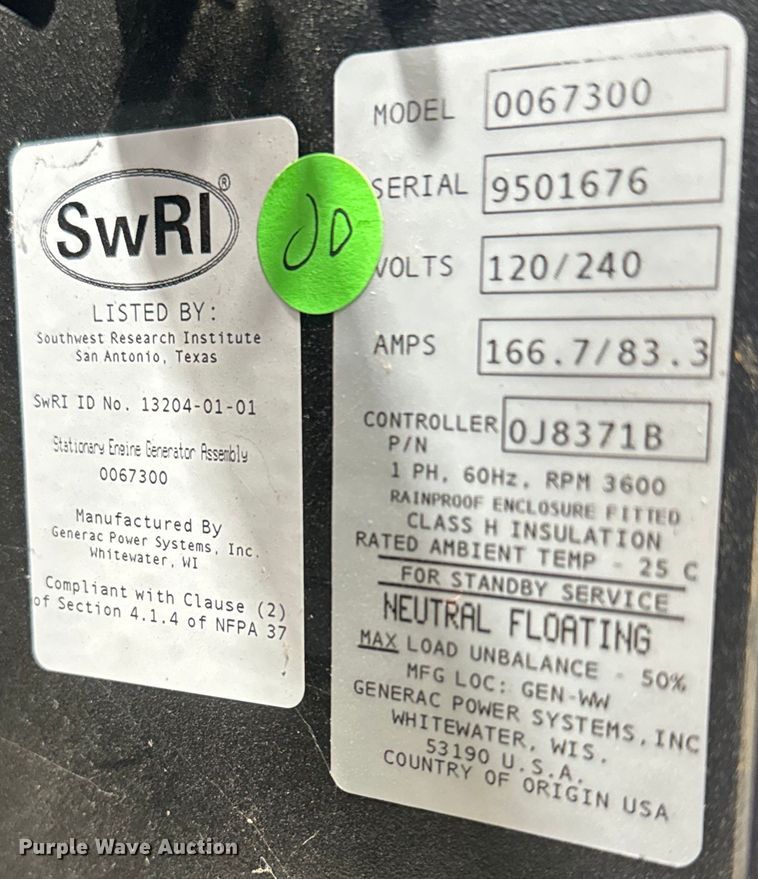 SwRI®
LISTED BY:
Southwest Research Institute
San Antonio, Texas
SwRI ID No. 13204-01-01
Stationary Engine Generator Assembly
0067300
Manufactured By
Generac Power Systems, Inc.
Whitewater, WI
Compliant with Clause (2)
of Section 4.1.4 of NFPA 37
MODEL 0067300
SERIAL 9501676
VOLTS 120/240
AMPS 166.7/83.3
CONTROLLER P/N 0J8371B
1 PH, 60Hz, RPM 3600
RAINPROOF ENCLOSURE FITTED
CLASS H INSULATION
RATED AMBIENT TEMP - 25 C
FOR STANDBY SERVICE
NEUTRAL FLOATING
MAX LOAD UNBALANCE - 50%
MFG LOC: GEN-WW
GENERAC POWER SYSTEMS, INC
WHITEWATER, WIS.
53190 U.S.A.
COUNTRY OF ORIGIN USA
Purple Wave Auction